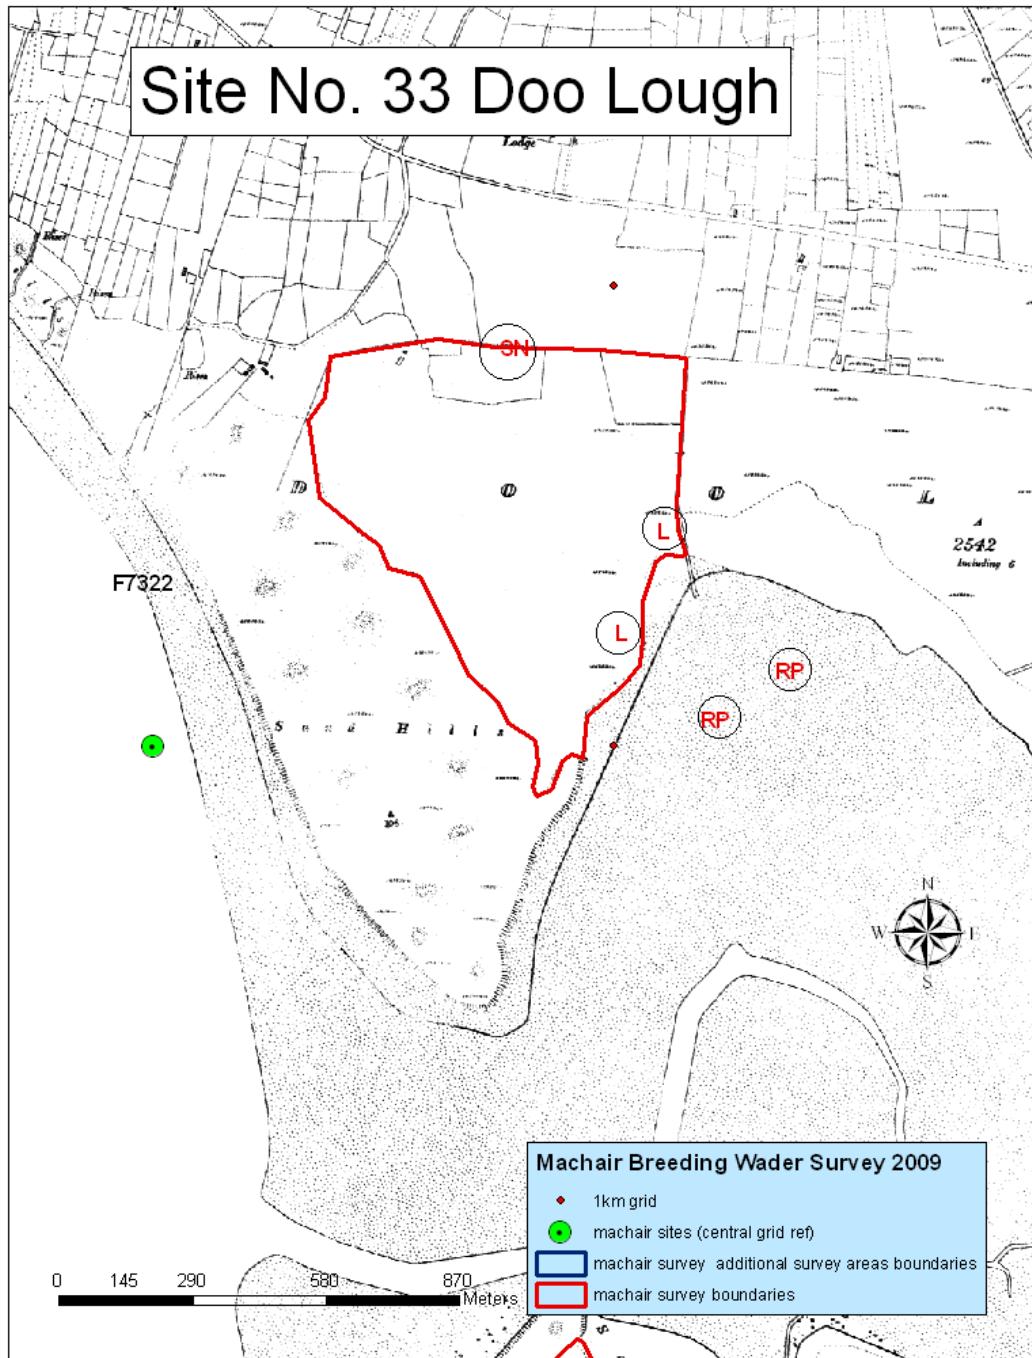 Site No. 33 Doo Lough
Lodge
SN
D O O L
L
A
2542
Including 6
F7322
L
RP
RP
Sand Hills
N
W E
S
Machair Breeding Wader Survey 2009
1km grid
machair sites (central grid ref)
machair survey additional survey areas boundaries
machair survey boundaries
0 145 290 580 870
Meters
S